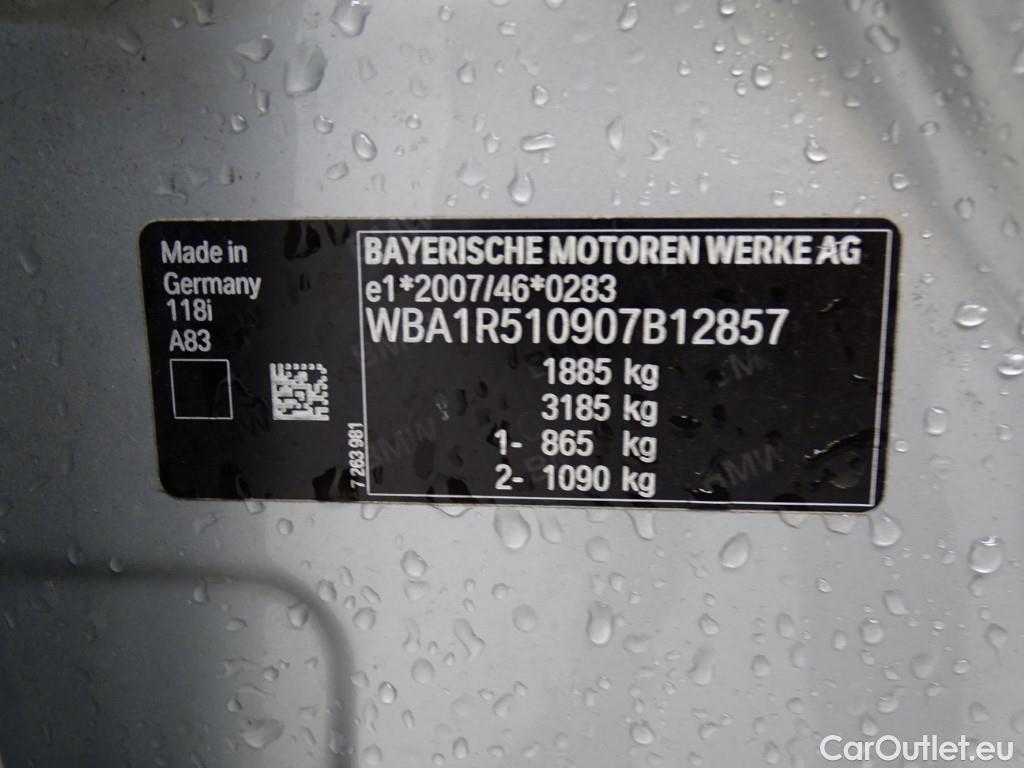 Made in
Germany
118i
A83
7 263 981
BAYERISCHE MOTOREN WERKE AG
e1*2007/46*0283
WBA1R510907B12857
1885 kg
3185 kg
1- 865 kg
2- 1090 kg
CarOutlet.eu